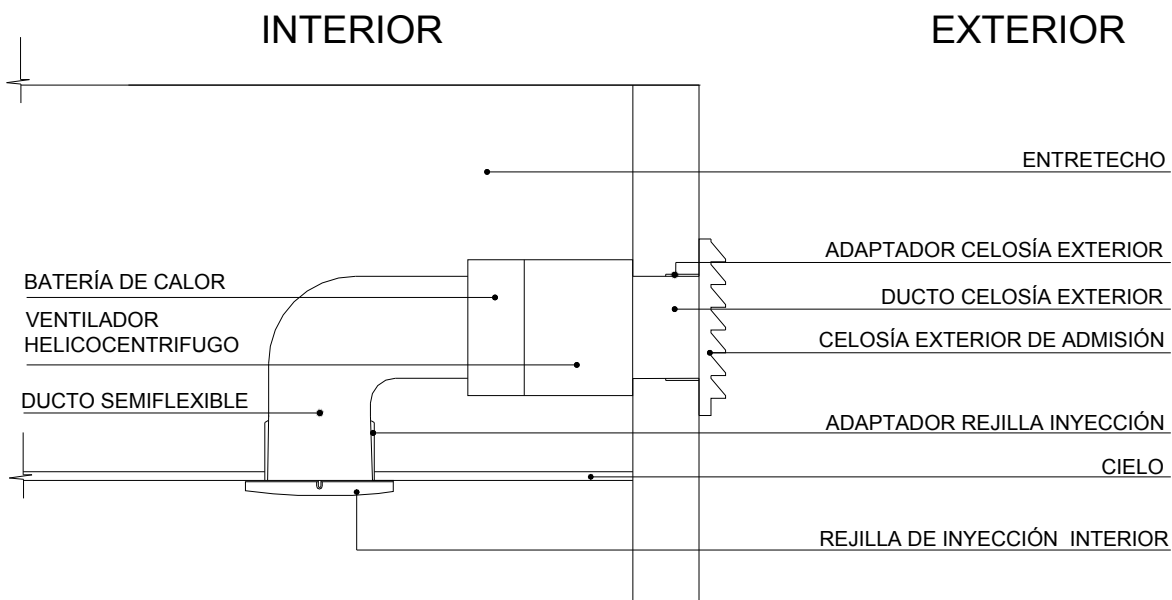 INTERIOR
EXTERIOR
ENTRETECHO
ADAPTADOR CELOSÍA EXTERIOR
BATERÍA DE CALOR
DUCTO CELOSÍA EXTERIOR
VENTILADOR
HELICOCENTRIFUGO
CELOSÍA EXTERIOR DE ADMISIÓN
DUCTO SEMIFLEXIBLE
ADAPTADOR REJILLA INYECCIÓN
CIELO
REJILLA DE INYECCIÓN INTERIOR